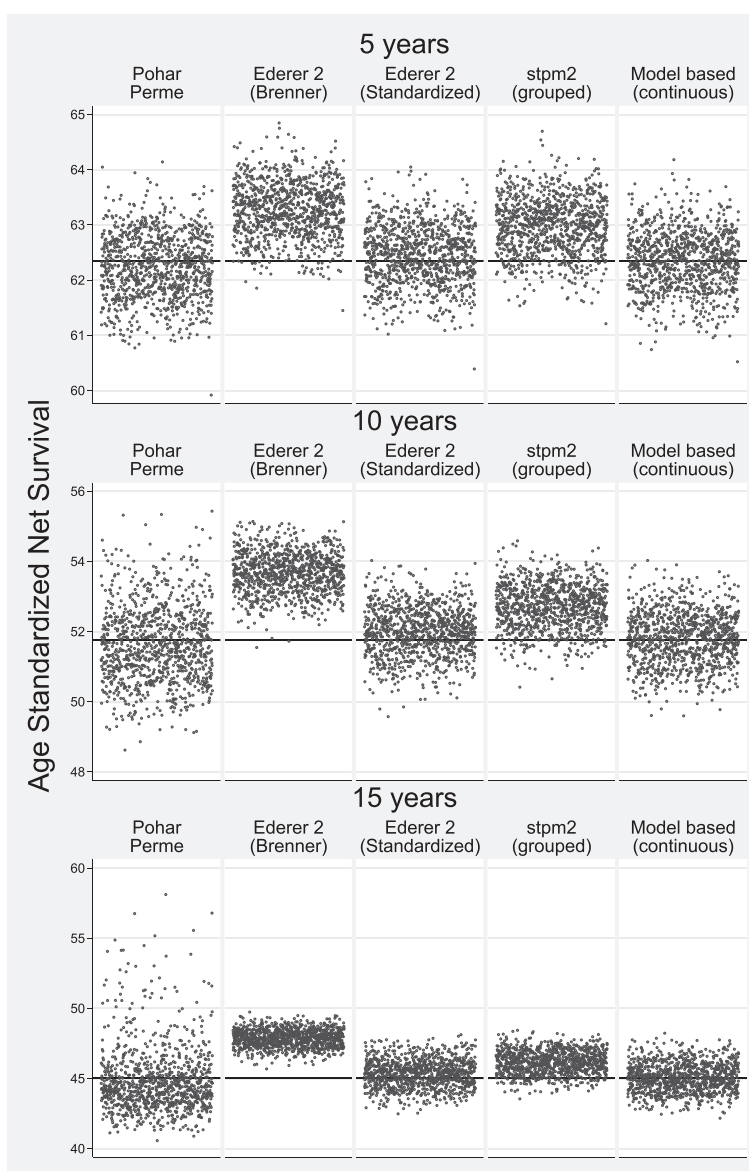 5 years
Pohar
Perme
Ederer 2
(Brenner)
Ederer 2
(Standardized)
stpm2
(grouped)
Model based
(continuous)
65
64
63
62
61
60
10 years
Pohar
Perme
Ederer 2
(Brenner)
Ederer 2
(Standardized)
stpm2
(grouped)
Model based
(continuous)
56
54
52
50
48
Age Standardized Net Survival
15 years
Pohar
Perme
Ederer 2
(Brenner)
Ederer 2
(Standardized)
stpm2
(grouped)
Model based
(continuous)
60
55
50
45
40